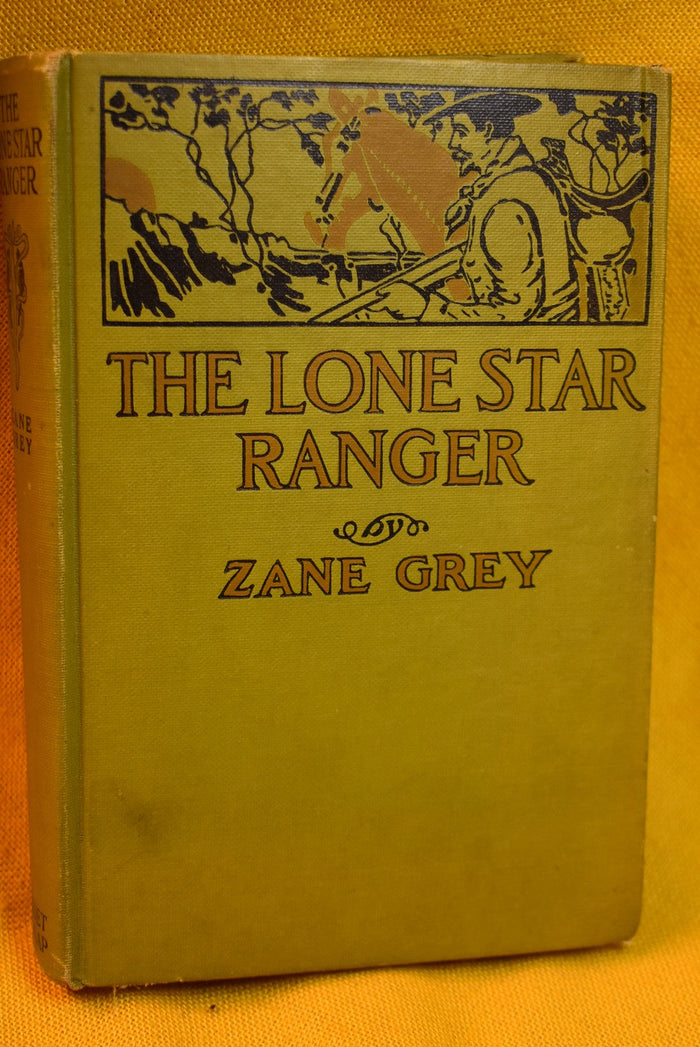 THE LONE STAR
RANGER
by
ZANE GREY
THE
LONE STAR
RANGER
ZANE
GREY